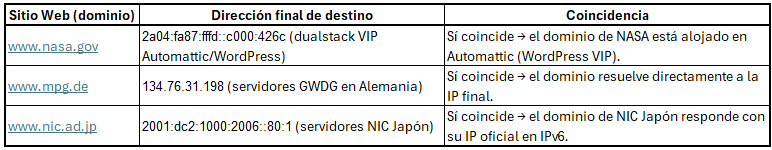 Sitio Web (dominio) Dirección final de destino Coincidencia
www.nasa.gov 2a04:fa87:fffd::c000:426c (dualstack VIP Automattic/WordPress) Sí coincide → el dominio de NASA está alojado en Automattic (WordPress VIP).
www.mpg.de 134.76.31.198 (servidores GWDG en Alemania) Sí coincide → el dominio resuelve directamente a la IP final.
www.nic.ad.jp 2001:dc2:1000:2006::80:1 (servidores NIC Japón) Sí coincide → el dominio de NIC Japón responde con su IP oficial en IPv6.